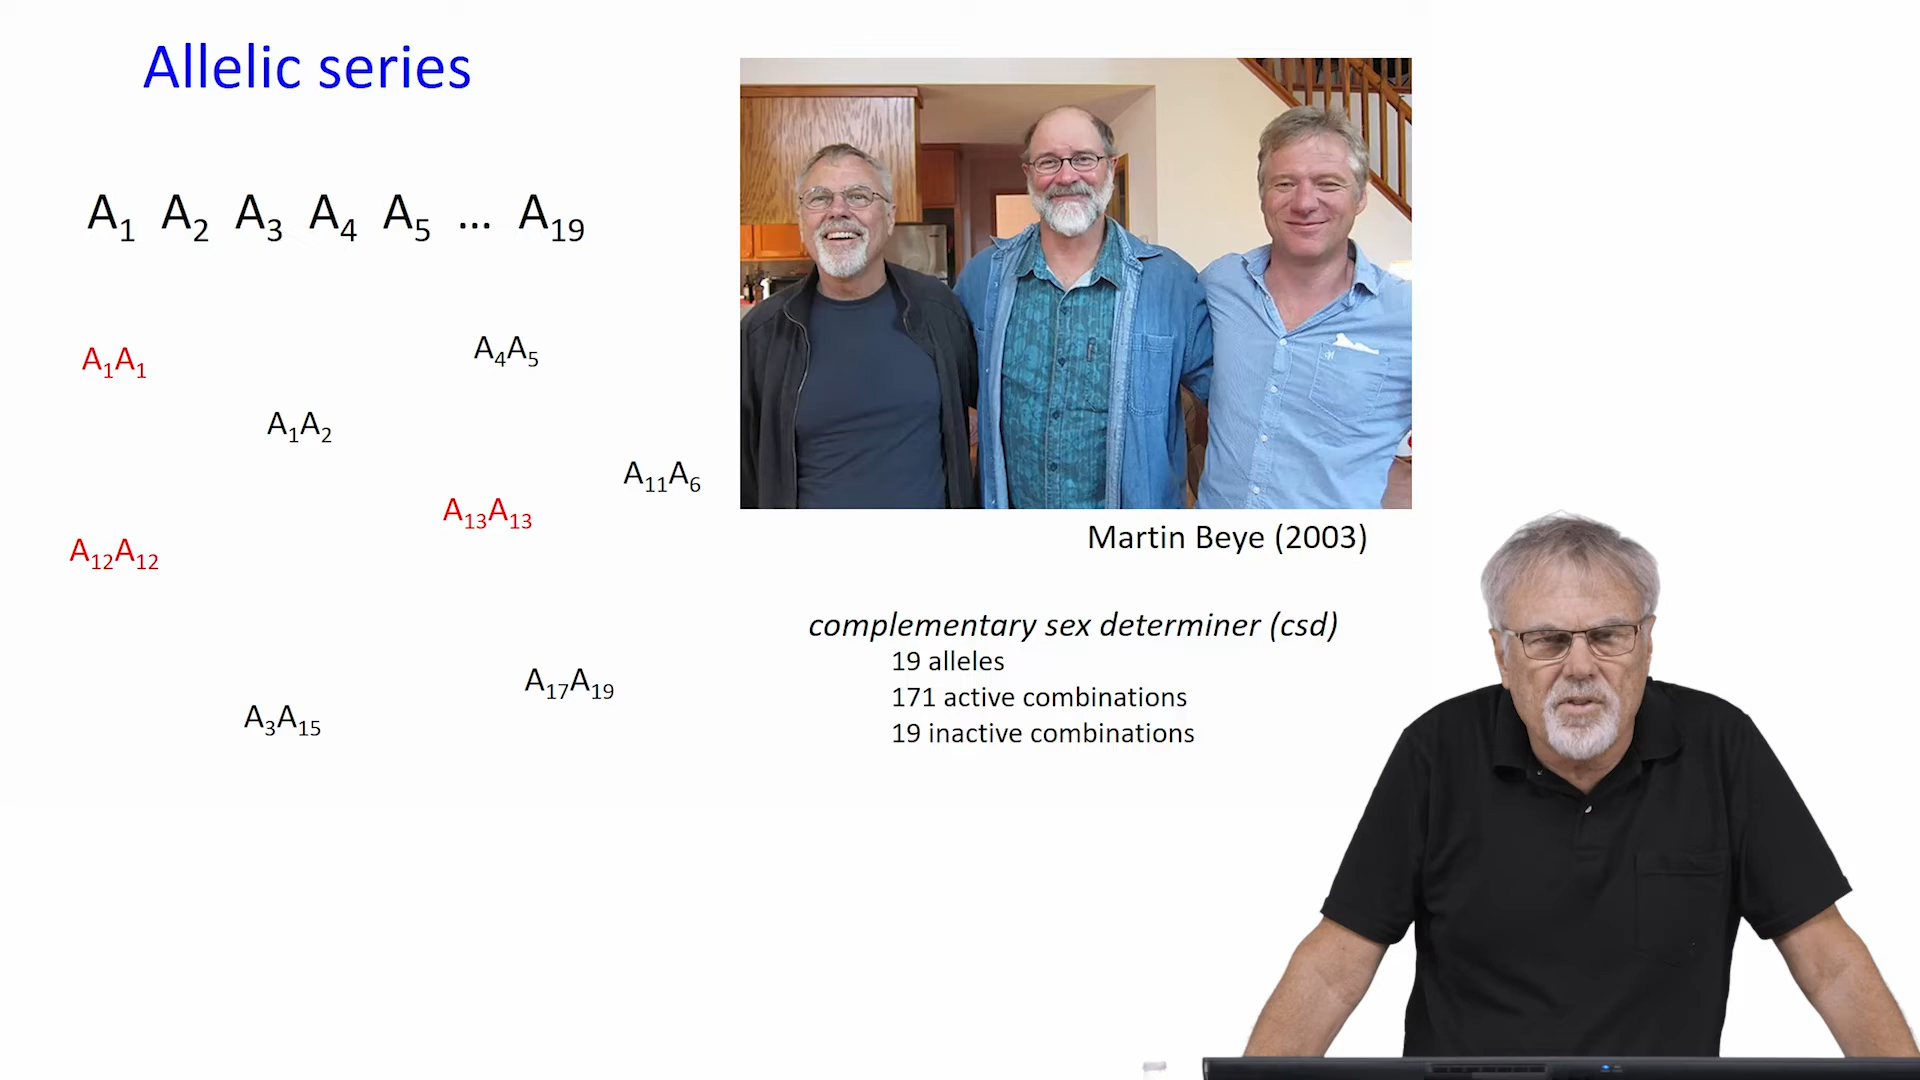 Allelic series
A₁ A₂ A₃ A₄ A₅ ... A₁₉
A₁A₁
A₄A₅
A₁A₂
A₁₁A₆
A₁₃A₁₃
A₁₂A₁₂
A₁₇A₁₉
A₃A₁₅
Martin Beye (2003)
complementary sex determiner (csd)
19 alleles
171 active combinations
19 inactive combinations